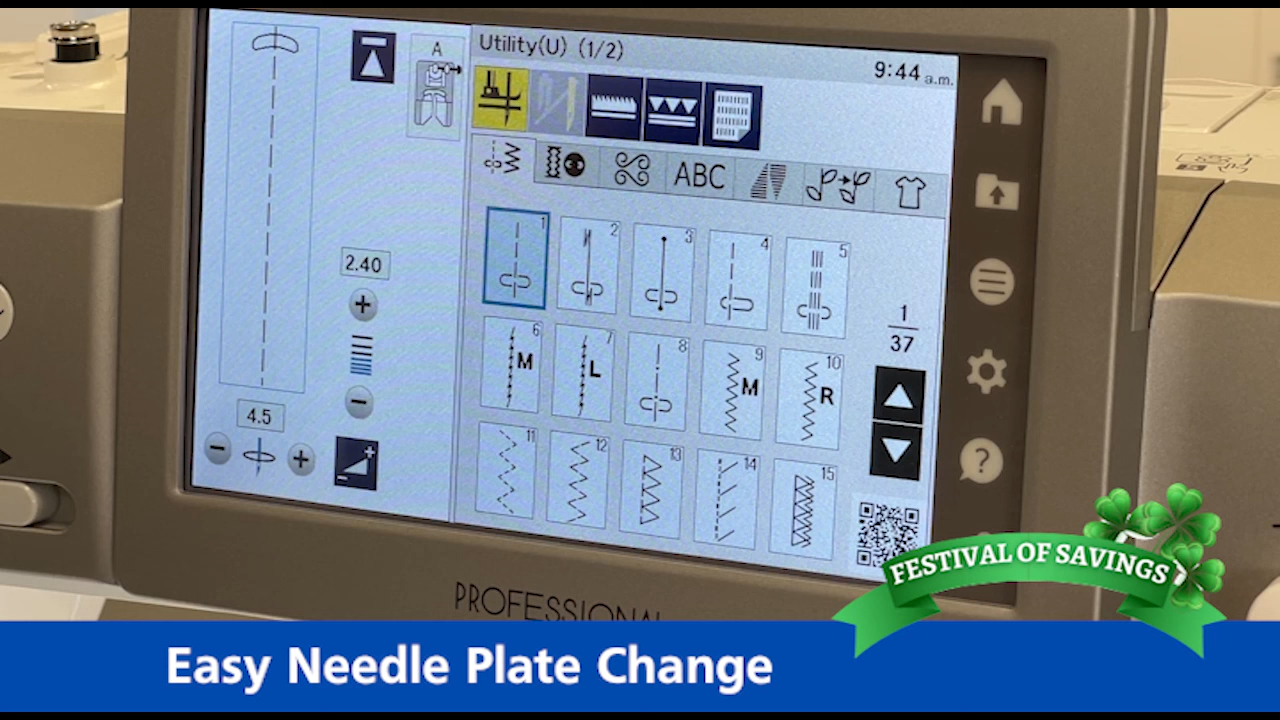 Utility(U) (1/2)
9:44 a.m.
A
ABC
2.40
4.5
1
2
3
4
5
6
M
7
L
8
9
M
10
R
11
12
13
14
15
1
37
?
PROFESSIONAL
FESTIVAL OF SAVINGS
Easy Needle Plate Change